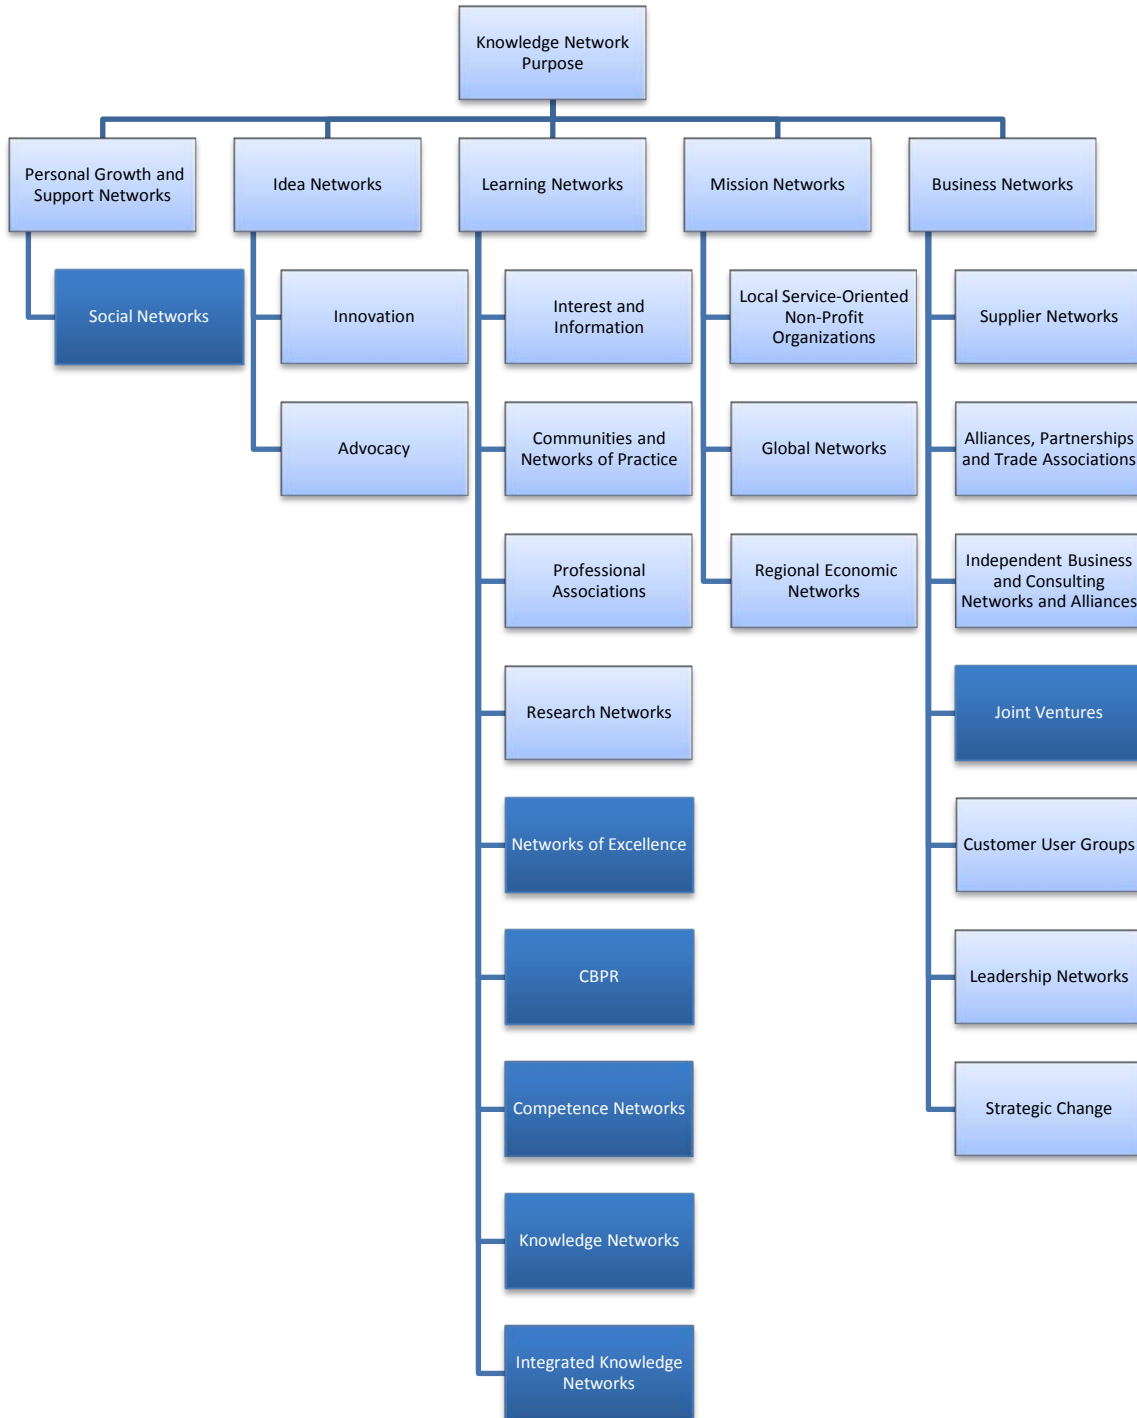 Knowledge Network
Purpose
Personal Growth and
Support Networks
Idea Networks
Learning Networks
Mission Networks
Business Networks
Social Networks
Innovation
Interest and
Information
Local Service-Oriented
Non-Profit
Organizations
Supplier Networks
Advocacy
Communities and
Networks of Practice
Global Networks
Alliances, Partnerships
and Trade Associations
Professional
Associations
Regional Economic
Networks
Independent Business
and Consulting
Networks and Alliances
Research Networks
Joint Ventures
Networks of Excellence
Customer User Groups
CBPR
Leadership Networks
Competence Networks
Strategic Change
Knowledge Networks
Integrated Knowledge
Networks